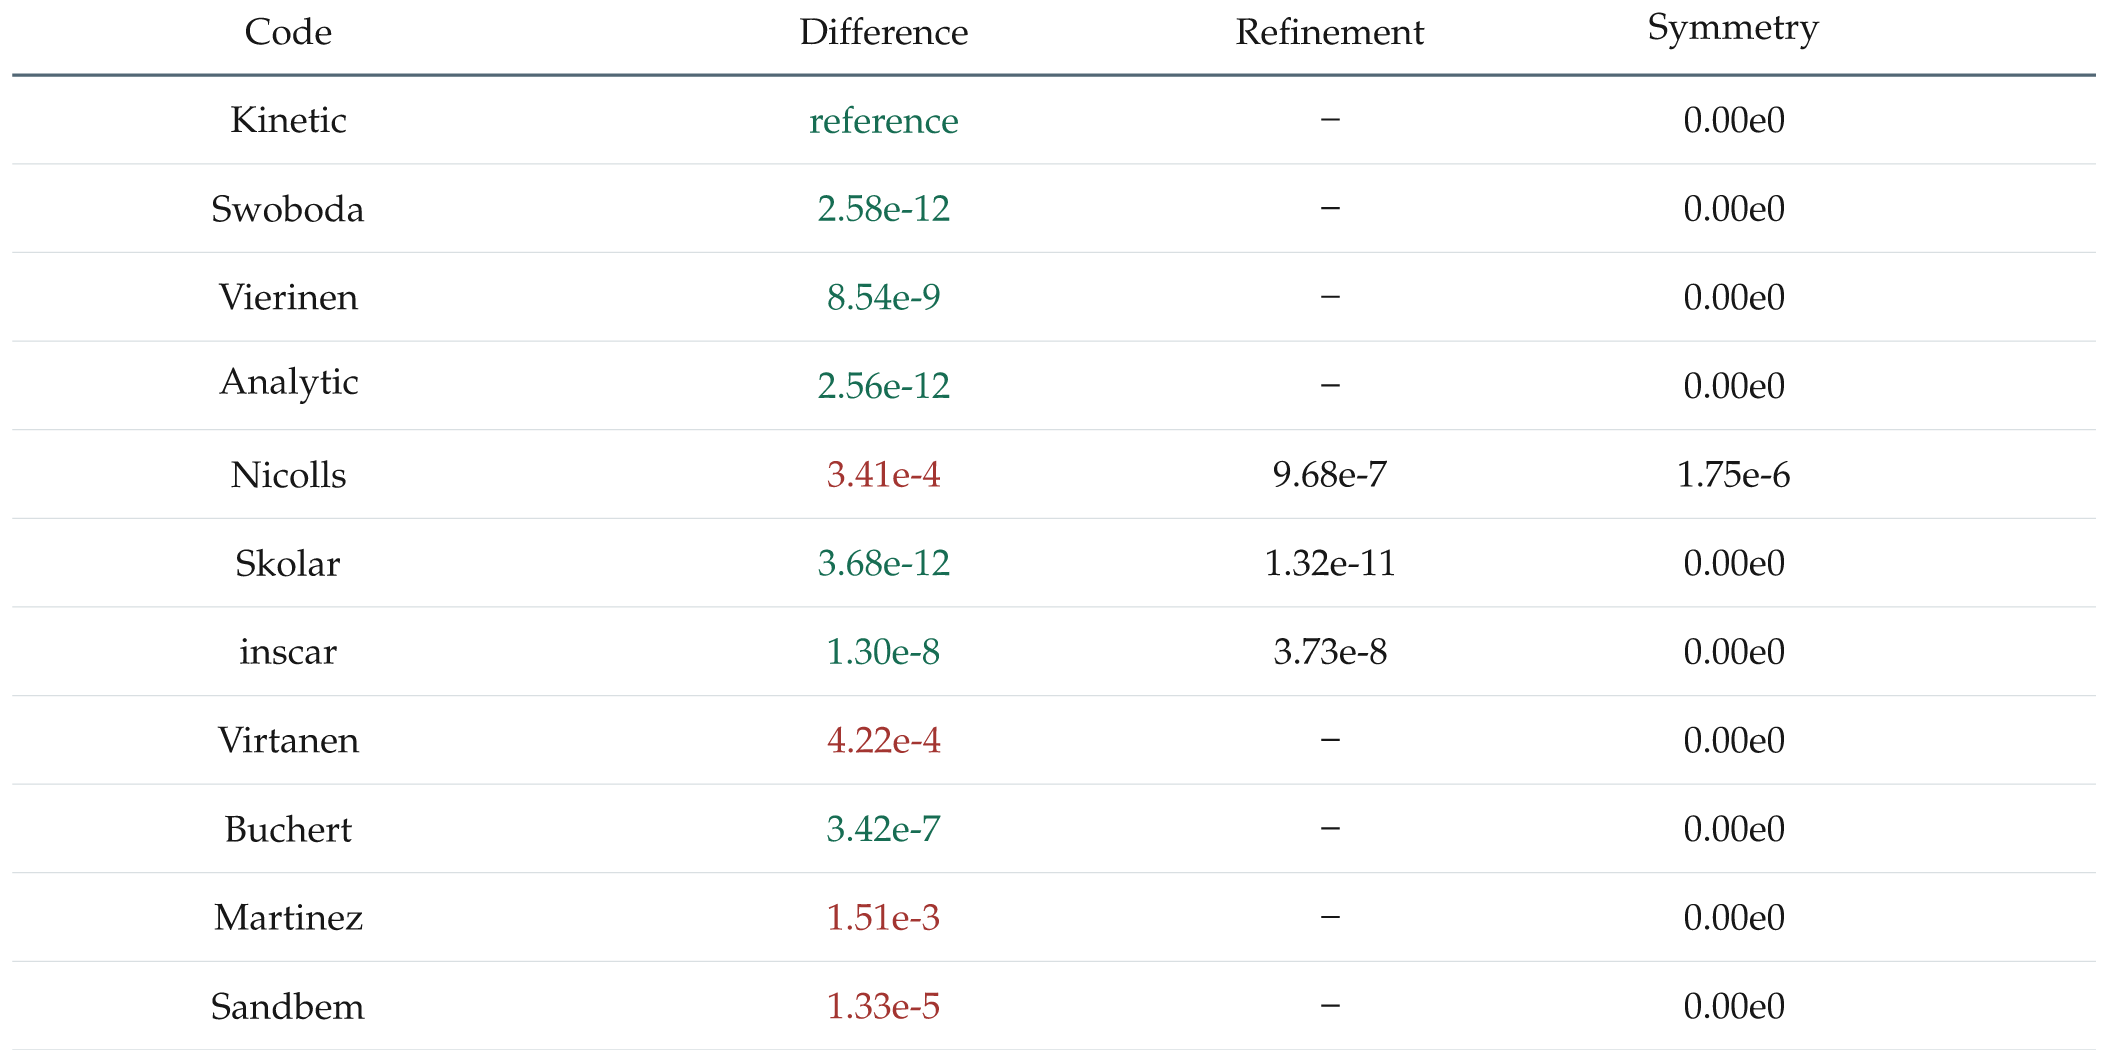 Code Difference Refinement Symmetry
Kinetic reference – 0.00e0
Swoboda 2.58e-12 – 0.00e0
Vierinen 8.54e-9 – 0.00e0
Analytic 2.56e-12 – 0.00e0
Nicolls 3.41e-4 9.68e-7 1.75e-6
Skolar 3.68e-12 1.32e-11 0.00e0
inscar 1.30e-8 3.73e-8 0.00e0
Virtanen 4.22e-4 – 0.00e0
Buchert 3.42e-7 – 0.00e0
Martinez 1.51e-3 – 0.00e0
Sandbem 1.33e-5 – 0.00e0